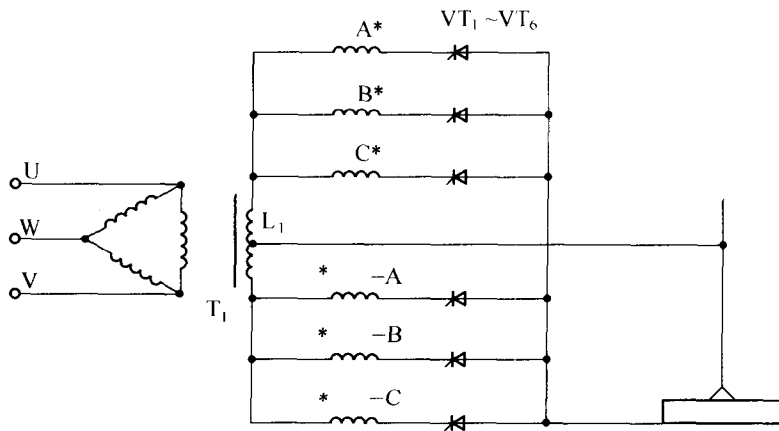 A*
VT₁ ~VT₆
B*
C*
U
L₁
W
* −A
V
T₁
* −B
* −C